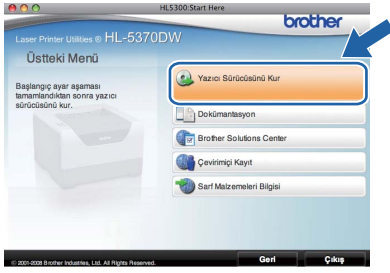 HL5300:Start Here
brother
Laser Printer Utilities ® HL-5370DW
Üstteki Menü
Başlangıç ayar aşaması
tamamlandıktan sonra yazıcı
sürücüsünü kur.
Yazıcı Sürücüsünü Kur
Dokümantasyon
Brother Solutions Center
Çevirimiçi Kayıt
Sarf Malzemeleri Bilgisi
© 2001-2008 Brother Industries, Ltd. All Rights Reserved.
Geri
Çıkış